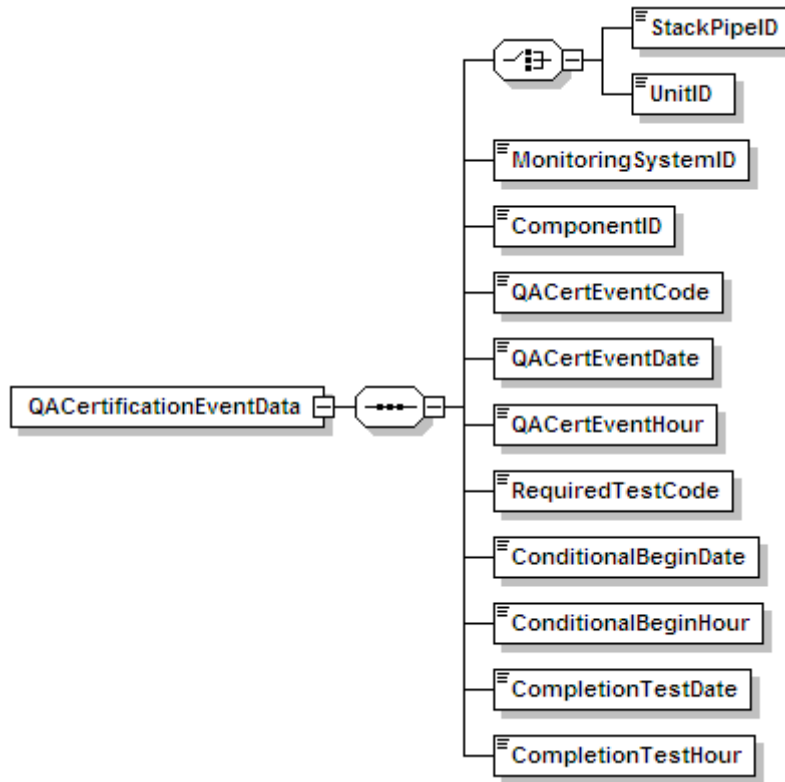 StackPipeID
UnitID
MonitoringSystemID
ComponentID
QACertEventCode
QACertEventDate
QACertificationEventData
QACertEventHour
RequiredTestCode
ConditionalBeginDate
ConditionalBeginHour
CompletionTestDate
CompletionTestHour